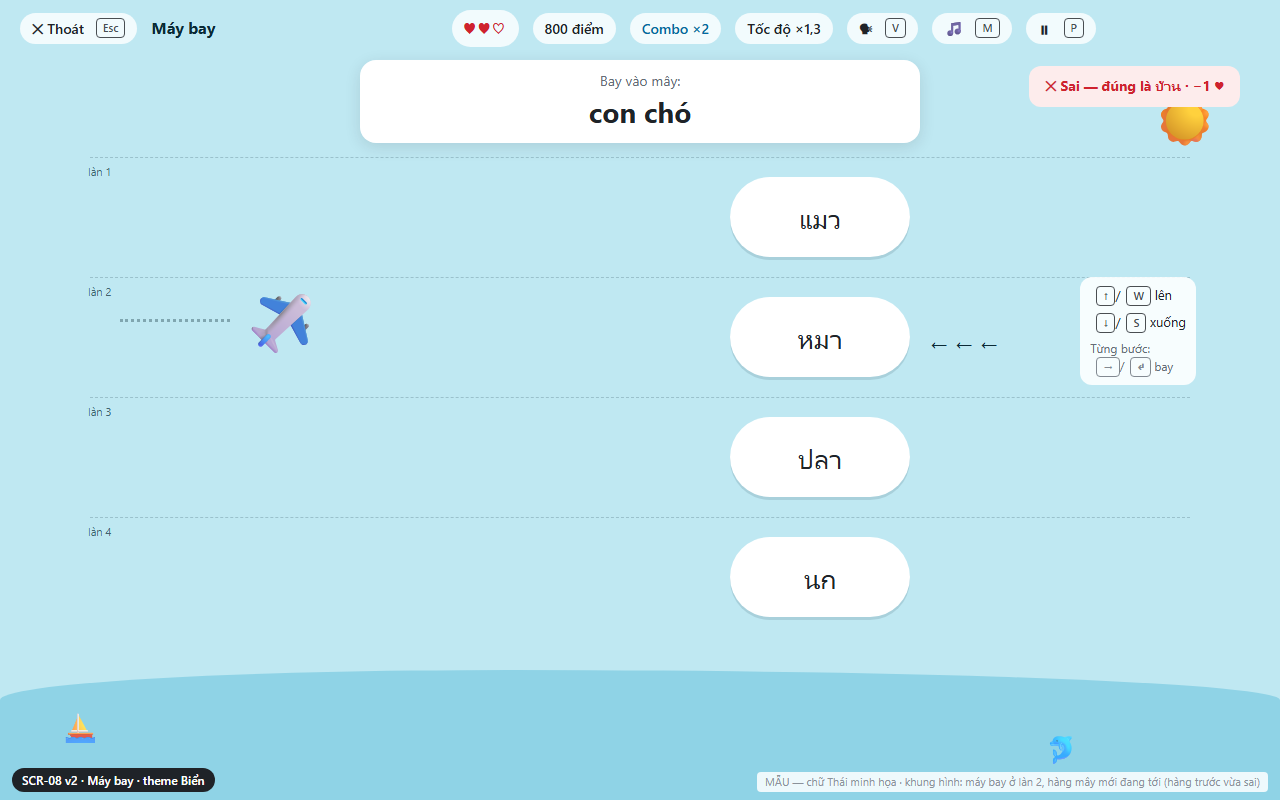 ✕ Thoát Esc Máy bay ♥♥♡ 800 điểm Combo ×2 Tốc độ ×1,3 V M P
Bay vào mây:
con chó
✕ Sai — đúng là บ้าน · −1 ♥
làn 1
แมว
làn 2
↑ / W lên
↓ / S xuống
หมา
← ← ←
Từng bước:
→ / ↵ bay
làn 3
ปลา
làn 4
นก
SCR-08 v2 · Máy bay · theme Biển
MẪU — chữ Thái minh họa · khung hình: máy bay ở làn 2, hàng mây mới đang tới (hàng trước vừa sai)